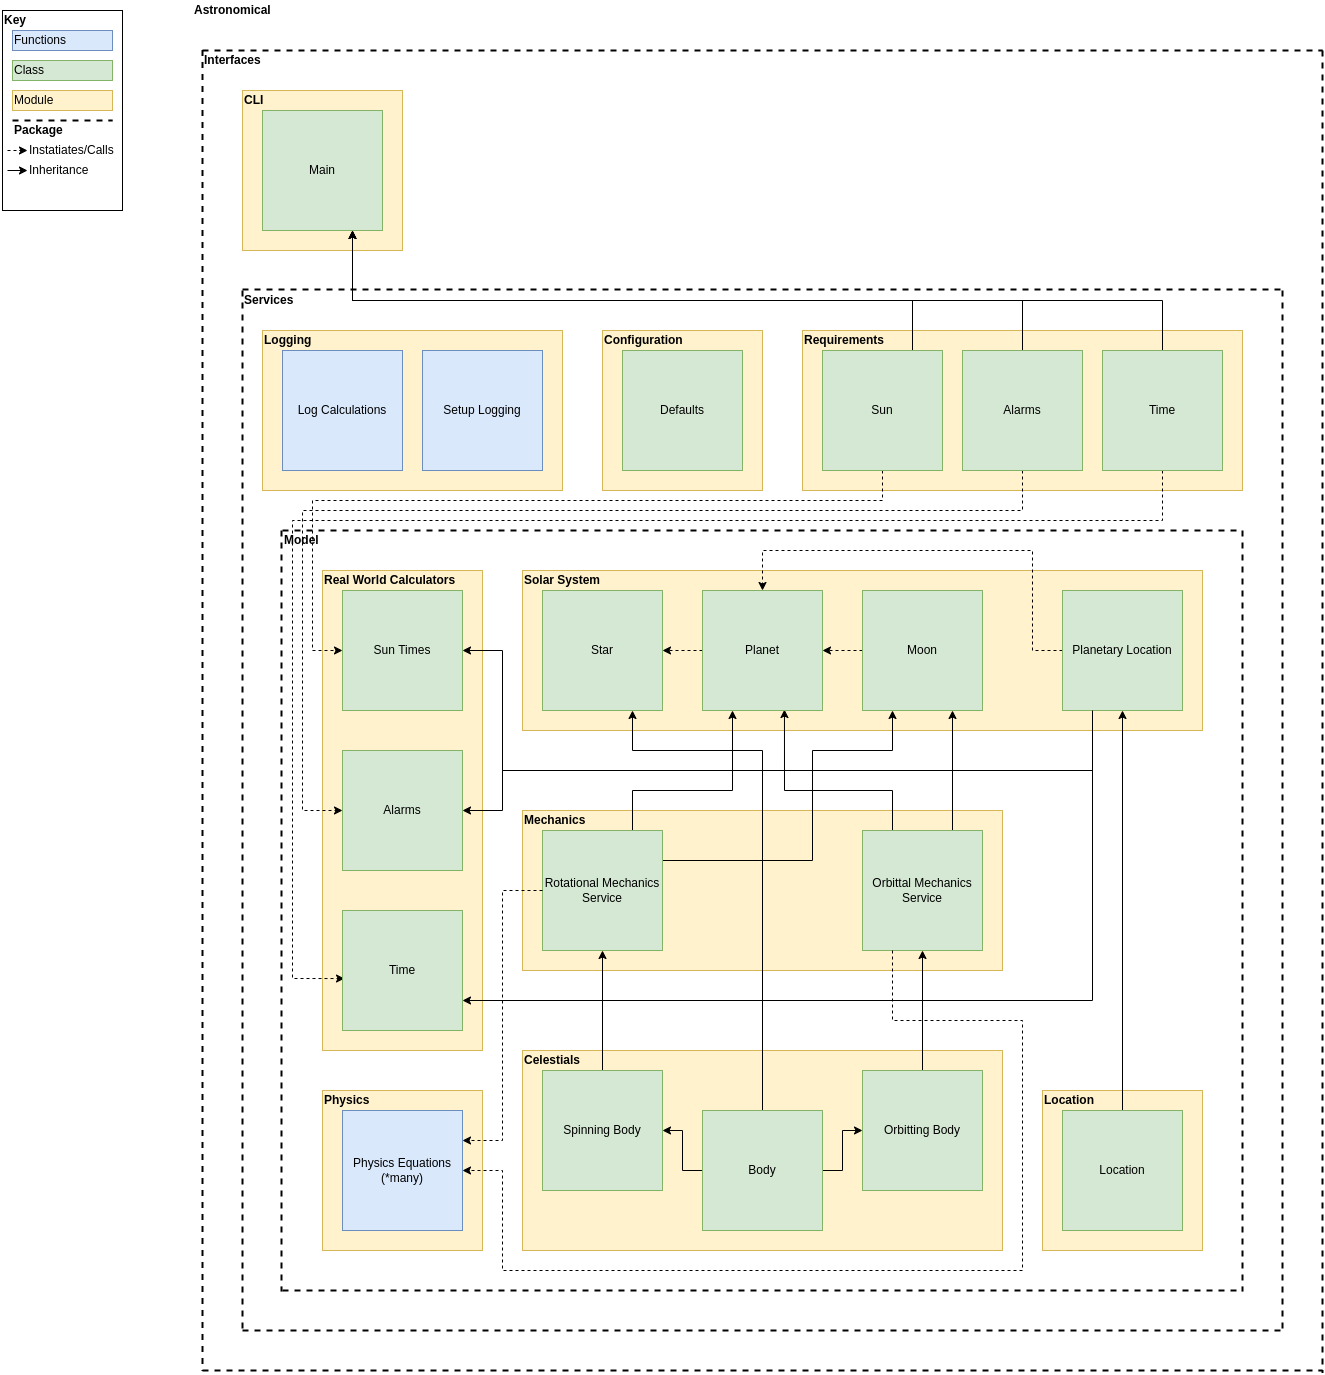 Astronomical
Key
Functions
Class
Module
Package
Instatiates/Calls
Inheritance
Interfaces
CLI
Main
Services
Logging
Log Calculations
Setup Logging
Configuration
Defaults
Requirements
Sun
Alarms
Time
Model
Real World Calculators
Sun Times
Alarms
Time
Solar System
Star
Planet
Moon
Planetary Location
Mechanics
Rotational Mechanics
Service
Orbittal Mechanics
Service
Physics
Physics Equations
(*many)
Celestials
Spinning Body
Body
Orbitting Body
Location
Location